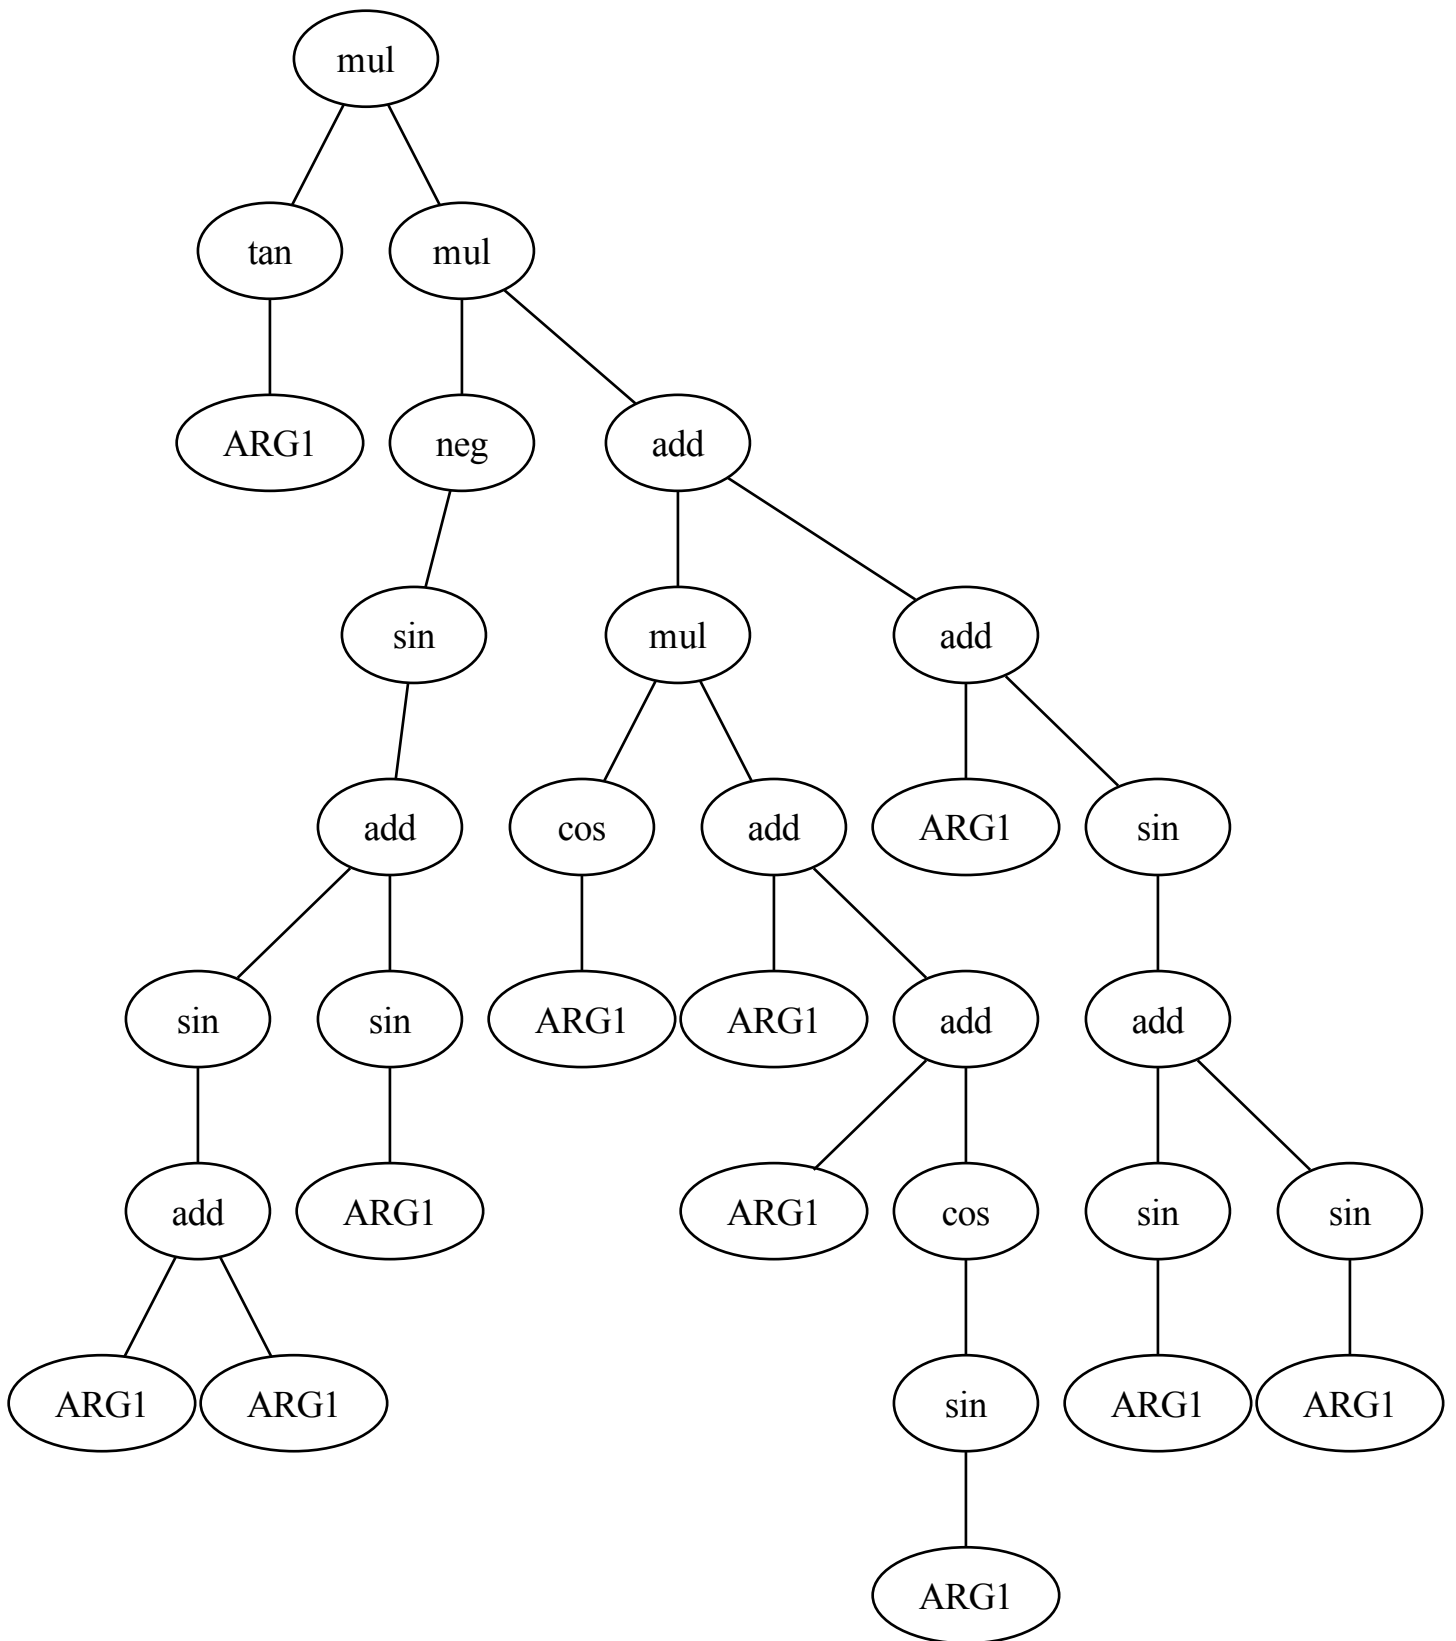 mul
tan mul
ARG1 neg add
sin mul add
add cos add ARG1 sin
sin sin ARG1 ARG1 add add
add ARG1 ARG1 cos sin sin
ARG1 ARG1 sin ARG1 ARG1
ARG1